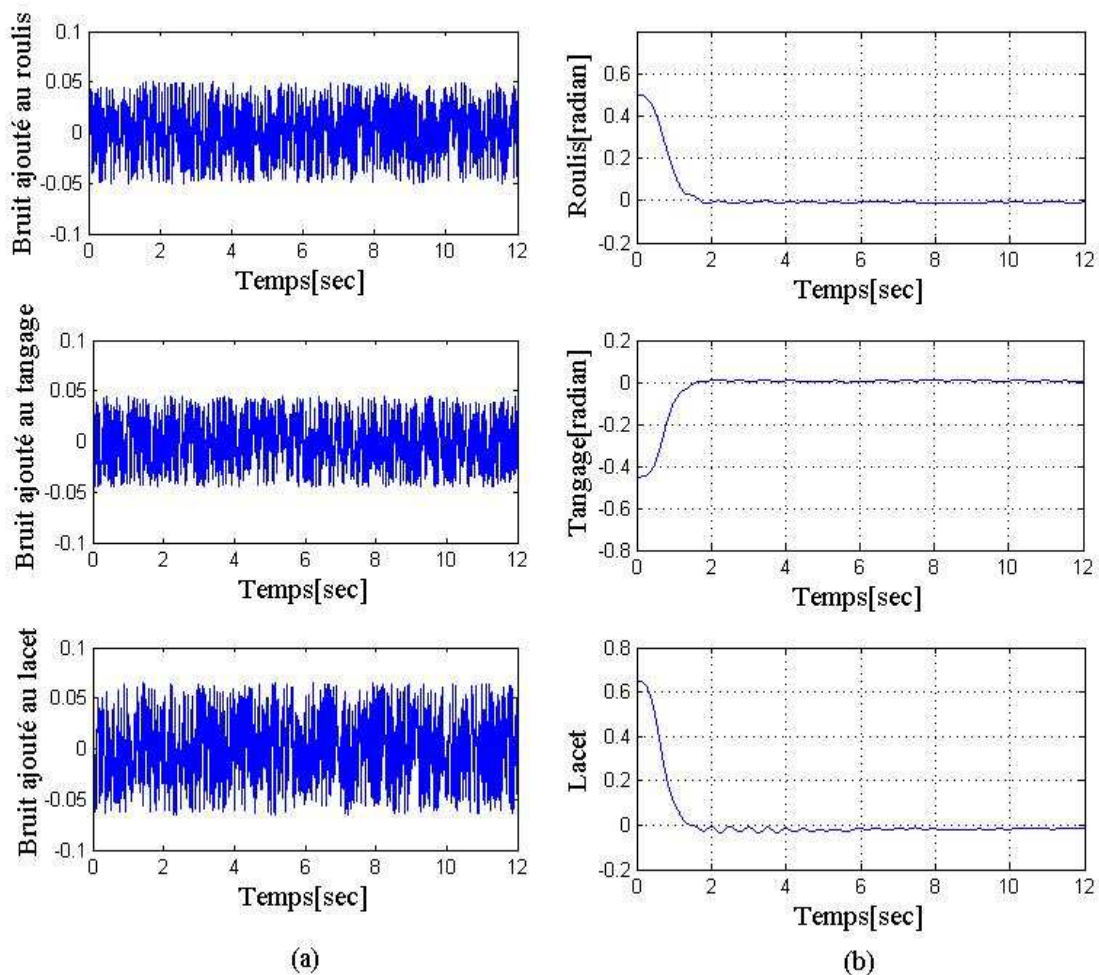 Bruit ajouté au roulis
0.1
0.05
0
-0.05
-0.1
0 2 4 6 8 10 12
Temps[sec]
Roulis[radian]
0.6
0.4
0.2
0
-0.2
0 2 4 6 8 10 12
Temps[sec]
Bruit ajouté au tangage
0.1
0.05
0
-0.05
-0.1
0 2 4 6 8 10 12
Temps[sec]
Tangage[radian]
0.2
0
-0.2
-0.4
-0.6
-0.8
0 2 4 6 8 10 12
Temps[sec]
Bruit ajouté au lacet
0.1
0.05
0
-0.05
-0.1
0 2 4 6 8 10 12
Temps[sec]
(a)
Lacet
0.8
0.6
0.4
0.2
0
-0.2
0 2 4 6 8 10 12
Temps[sec]
(b)